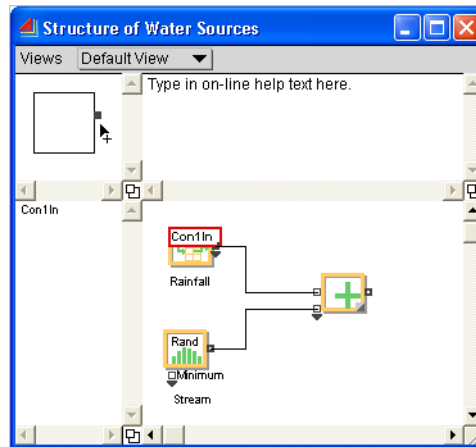 Structure of Water Sources
Views Default View
Type in on-line help text here.
Con1In
Con1In
Rainfall
Rand
Minimum
Stream